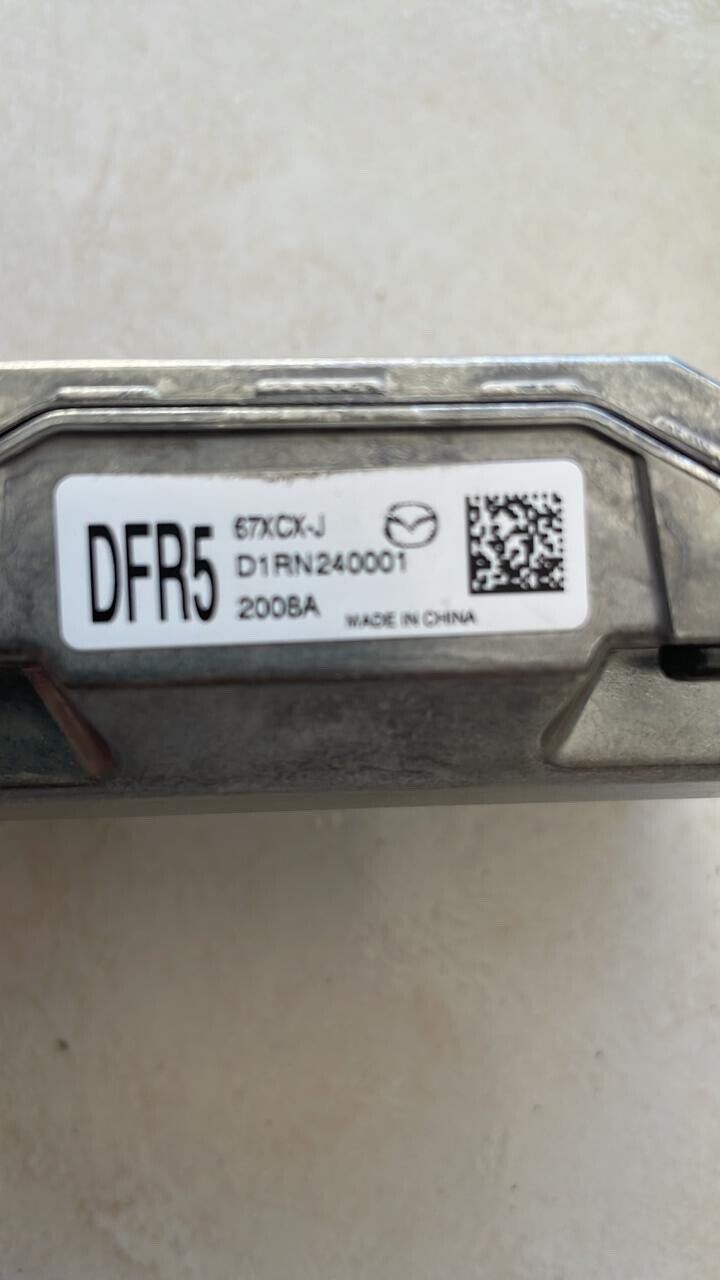 DFR5
67XCX-J
D1RN240001
2008A
MADE IN CHINA